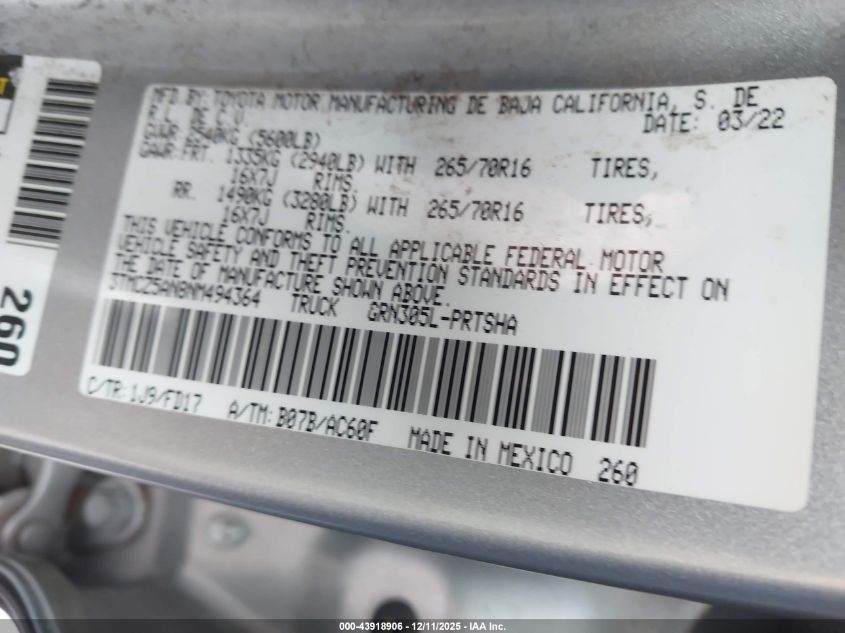 MFD.BY: TOYOTA MOTOR MANUFACTURING DE BAJA CALIFORNIA, S. DE
R.L. DE C.V. DATE: 03/22
GVWR: 2540KG (5600LB)
GAWR:FRT. 1335KG (2940LB) WITH 265/70R16 TIRES,
16X7J RIMS.
RR. 1490KG (3280LB) WITH 265/70R16 TIRES,
16X7J RIMS.
THIS VEHICLE CONFORMS TO ALL APPLICABLE FEDERAL MOTOR
VEHICLE SAFETY AND THEFT PREVENTION STANDARDS IN EFFECT ON
THE DATE OF MANUFACTURE SHOWN ABOVE.
3TMCZ5AN8NM494364 TRUCK GRN305L-PRTSHA
C/TR:1J9/FD17 A/TM:B07B/AC60F MADE IN MEXICO 260
260
000-43918906 - 12/11/2025 - IAA Inc.